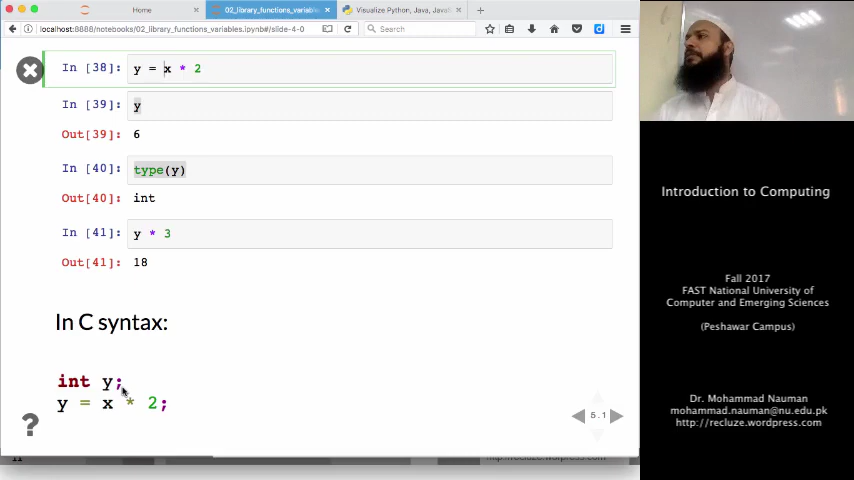 Home
02_library_functions_variables
Visualize Python, Java, JavaS
localhost:8888/notebooks/02_library_functions_variables.ipynb#/slide-4-0
Search
In [38]: y = x * 2
In [39]: y
Out[39]: 6
In [40]: type(y)
Out[40]: int
In [41]: y * 3
Out[41]: 18
In C syntax:
int y;
y = x * 2;
?
5.1
Introduction to Computing
Fall 2017
FAST National University of
Computer and Emerging Sciences
(Peshawar Campus)
Dr. Mohammad Nauman
mohammad.nauman@nu.edu.pk
http://recluze.wordpress.com